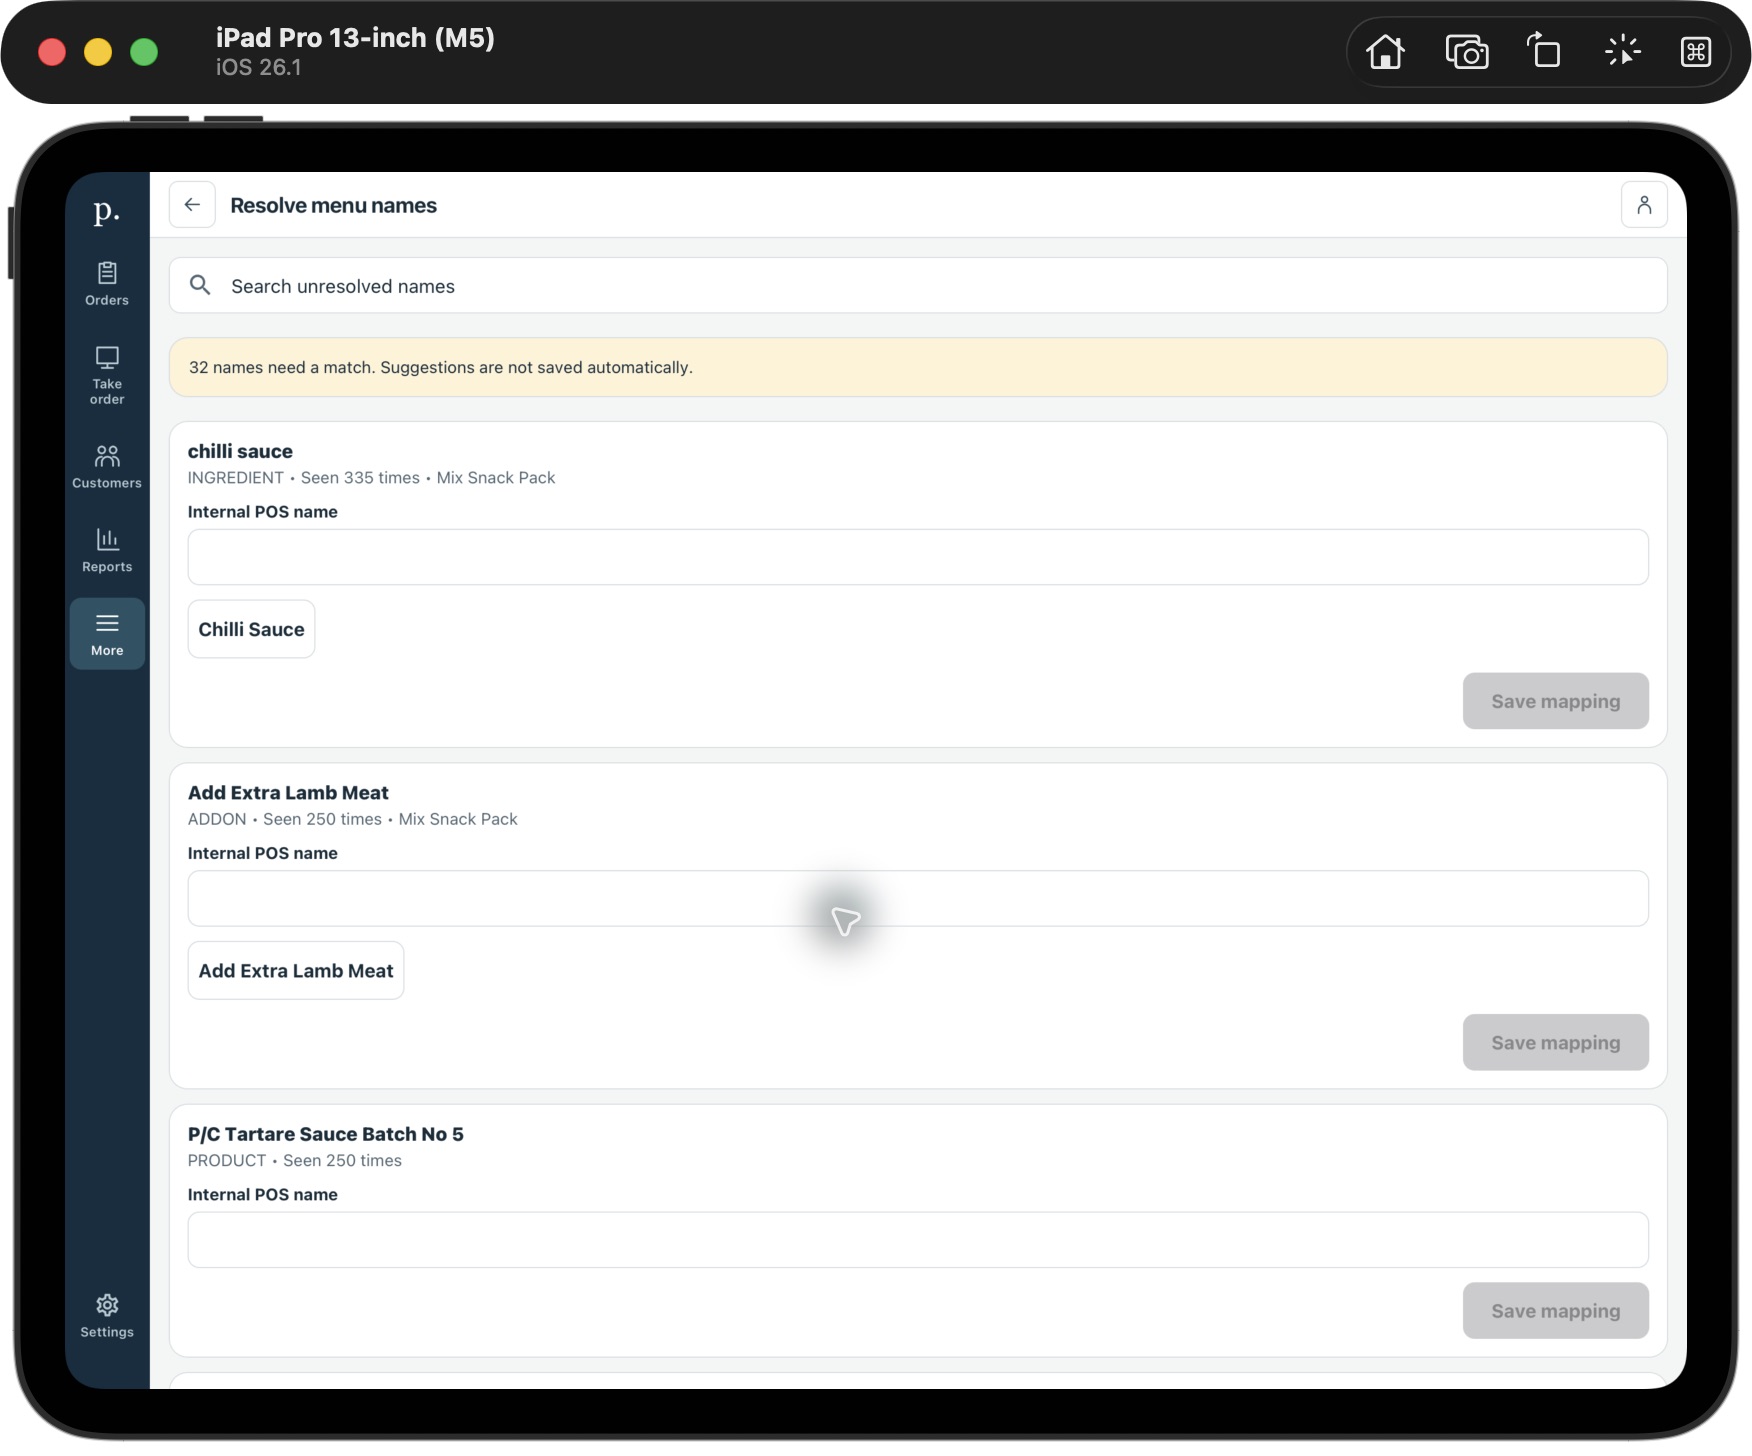 iPad Pro 13-inch (M5)
iOS 26.1
p.
Orders
Take
order
Customers
Reports
More
Settings
Resolve menu names
Search unresolved names
32 names need a match. Suggestions are not saved automatically.
chilli sauce
INGREDIENT • Seen 335 times • Mix Snack Pack
Internal POS name
Chilli Sauce
Save mapping
Add Extra Lamb Meat
ADDON • Seen 250 times • Mix Snack Pack
Internal POS name
Add Extra Lamb Meat
Save mapping
P/C Tartare Sauce Batch No 5
PRODUCT • Seen 250 times
Internal POS name
Save mapping